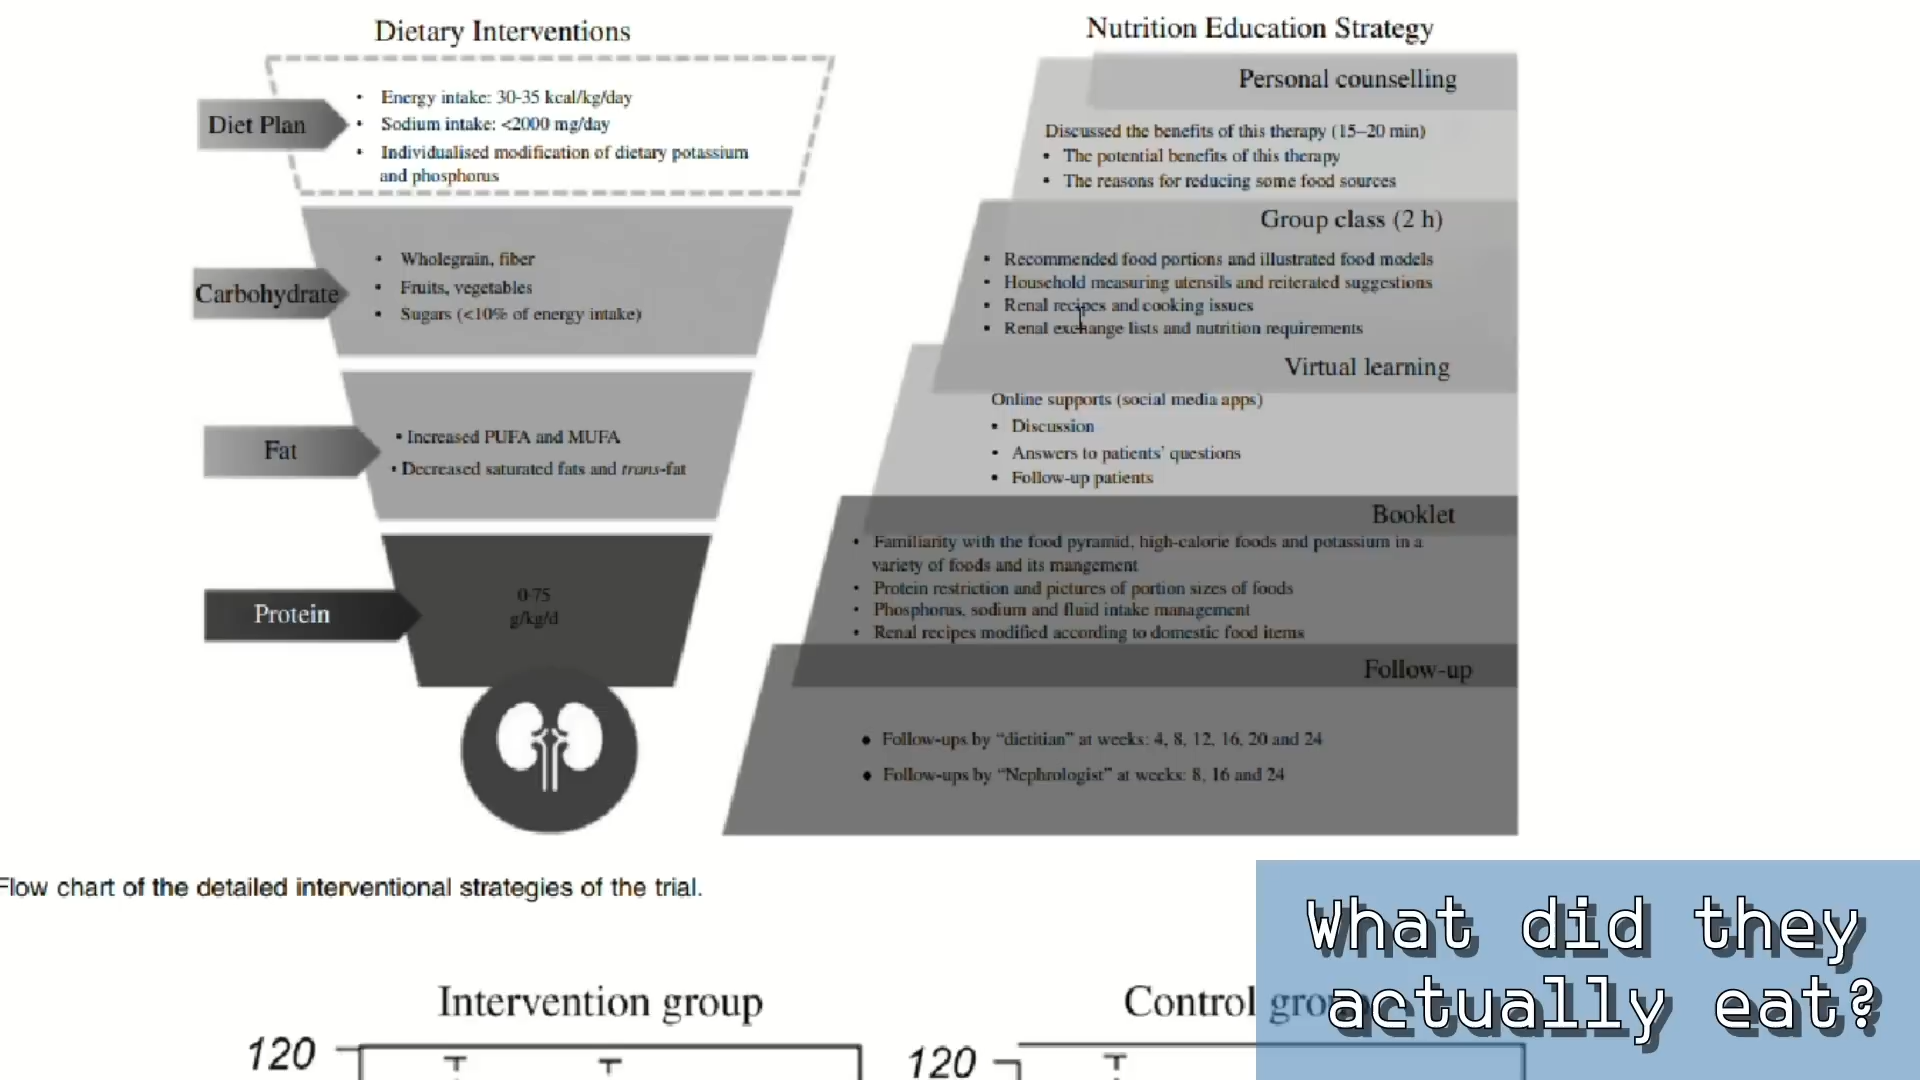 Dietary Interventions
Diet Plan
• Energy intake: 30-35 kcal/kg/day
• Sodium intake: <2000 mg/day
• Individualised modification of dietary potassium
and phosphorus
Carbohydrate
• Wholegrain, fiber
• Fruits, vegetables
• Sugars (<10% of energy intake)
Fat
• Increased PUFA and MUFA
• Decreased saturated fats and trans-fat
Protein
0·75
g/kg/d
Nutrition Education Strategy
Personal counselling
Discussed the benefits of this therapy (15–20 min)
• The potential benefits of this therapy
• The reasons for reducing some food sources
Group class (2 h)
• Recommended food portions and illustrated food models
• Household measuring utensils and reiterated suggestions
• Renal recipes and cooking issues
• Renal exchange lists and nutrition requirements
Virtual learning
Online supports (social media apps)
• Discussion
• Answers to patients' questions
• Follow-up patients
Booklet
• Familiarity with the food pyramid, high-calorie foods and potassium in a
variety of foods and its mangement
• Protein restriction and pictures of portion sizes of foods
• Phosphorus, sodium and fluid intake management
• Renal recipes modified according to domestic food items
Follow-up
• Follow-ups by “dietitian” at weeks: 4, 8, 12, 16, 20 and 24
• Follow-ups by “Nephrologist” at weeks: 8, 16 and 24
Flow chart of the detailed interventional strategies of the trial.
Intervention group
120
Control group
120
What did they
actually eat?